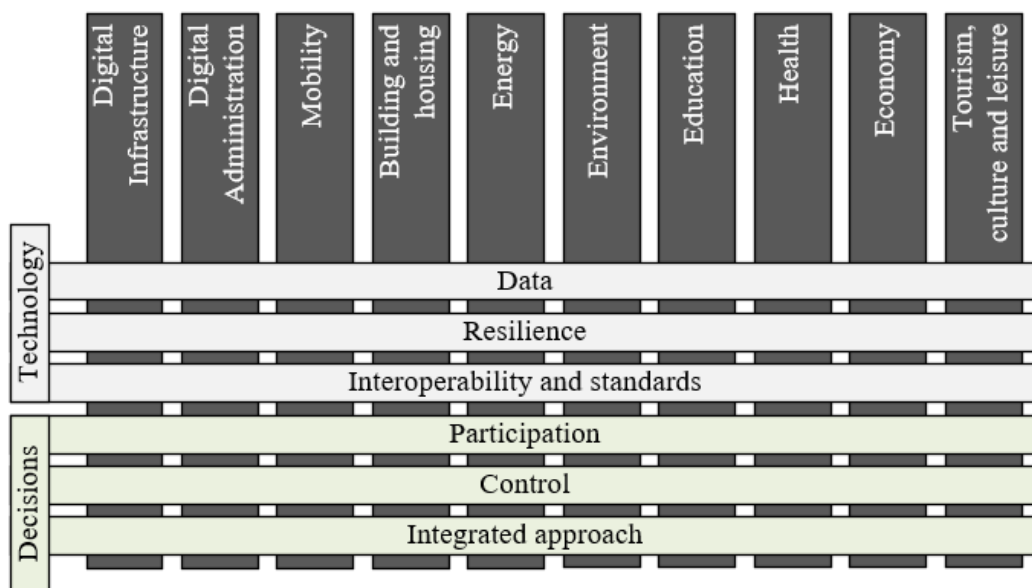 Digital
Infrastructure
Digital
Administration
Mobility
Building and
housing
Energy
Environment
Education
Health
Economy
Tourism,
culture and leisure
Technology
Data
Resilience
Interoperability and standards
Decisions
Participation
Control
Integrated approach